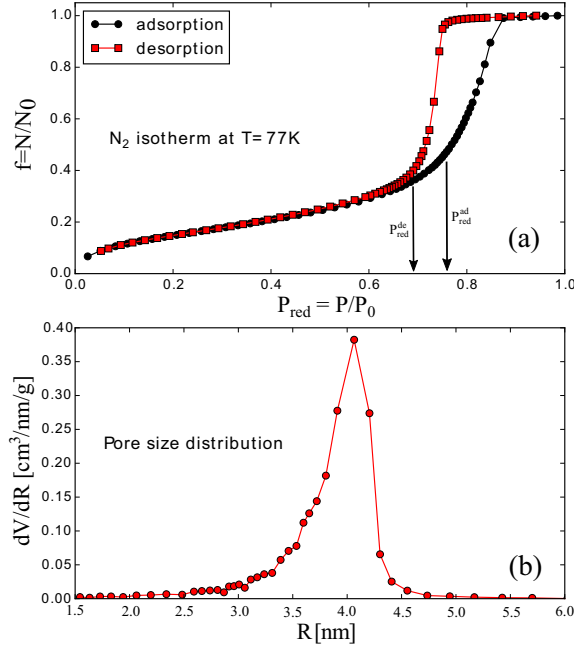 1.0
0.8
0.6
0.4
0.2
0.0
f=N/N0
adsorption
desorption
N2 isotherm at T=77K
P de red
P ad red
(a)
0.0 0.2 0.4 0.6 0.8 1.0
Pred = P/P0
0.40
0.35
0.30
0.25
0.20
0.15
0.10
0.05
0.00
dV/dR [cm³/nm/g]
Pore size distribution
(b)
1.5 2.0 2.5 3.0 3.5 4.0 4.5 5.0 5.5 6.0
R[nm]